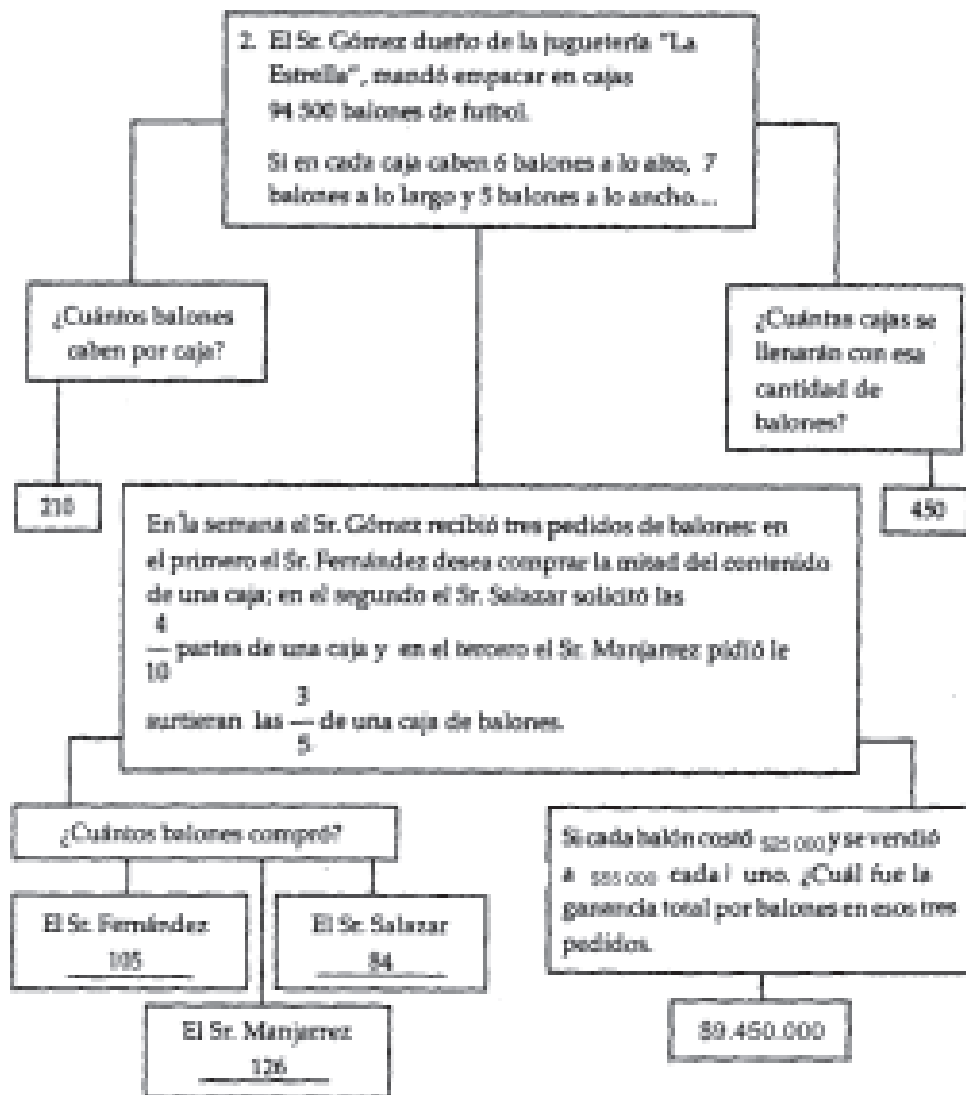 2. El Sr. Gómez dueño de la juguetería "La
Estrella", mandó empacar en cajas
94 500 balones de futbol.
Si en cada caja caben 6 balones a lo alto, 7
balones a lo largo y 5 balones a lo ancho...
¿Cuántos balones
caben por caja?
¿Cuántas cajas se
llenarán con esa
cantidad de
balones?
210
450
En la semana el Sr. Gómez recibió tres pedidos de balones: en
el primero el Sr. Fernández desea comprar la mitad del contenido
de una caja; en el segundo el Sr. Salazar solicitó las
4/10 partes de una caja y en el tercero el Sr. Manjarrez pidió le
surtieran las 3/5 de una caja de balones.
¿Cuántos balones compró?
El Sr. Fernández
105
El Sr. Salazar
84
El Sr. Manjarrez
126
Si cada balón costó $25 000 y se vendió
a $55 000 cada uno. ¿Cuál fue la
ganancia total por balones en esos tres
pedidos.
$9.450.000